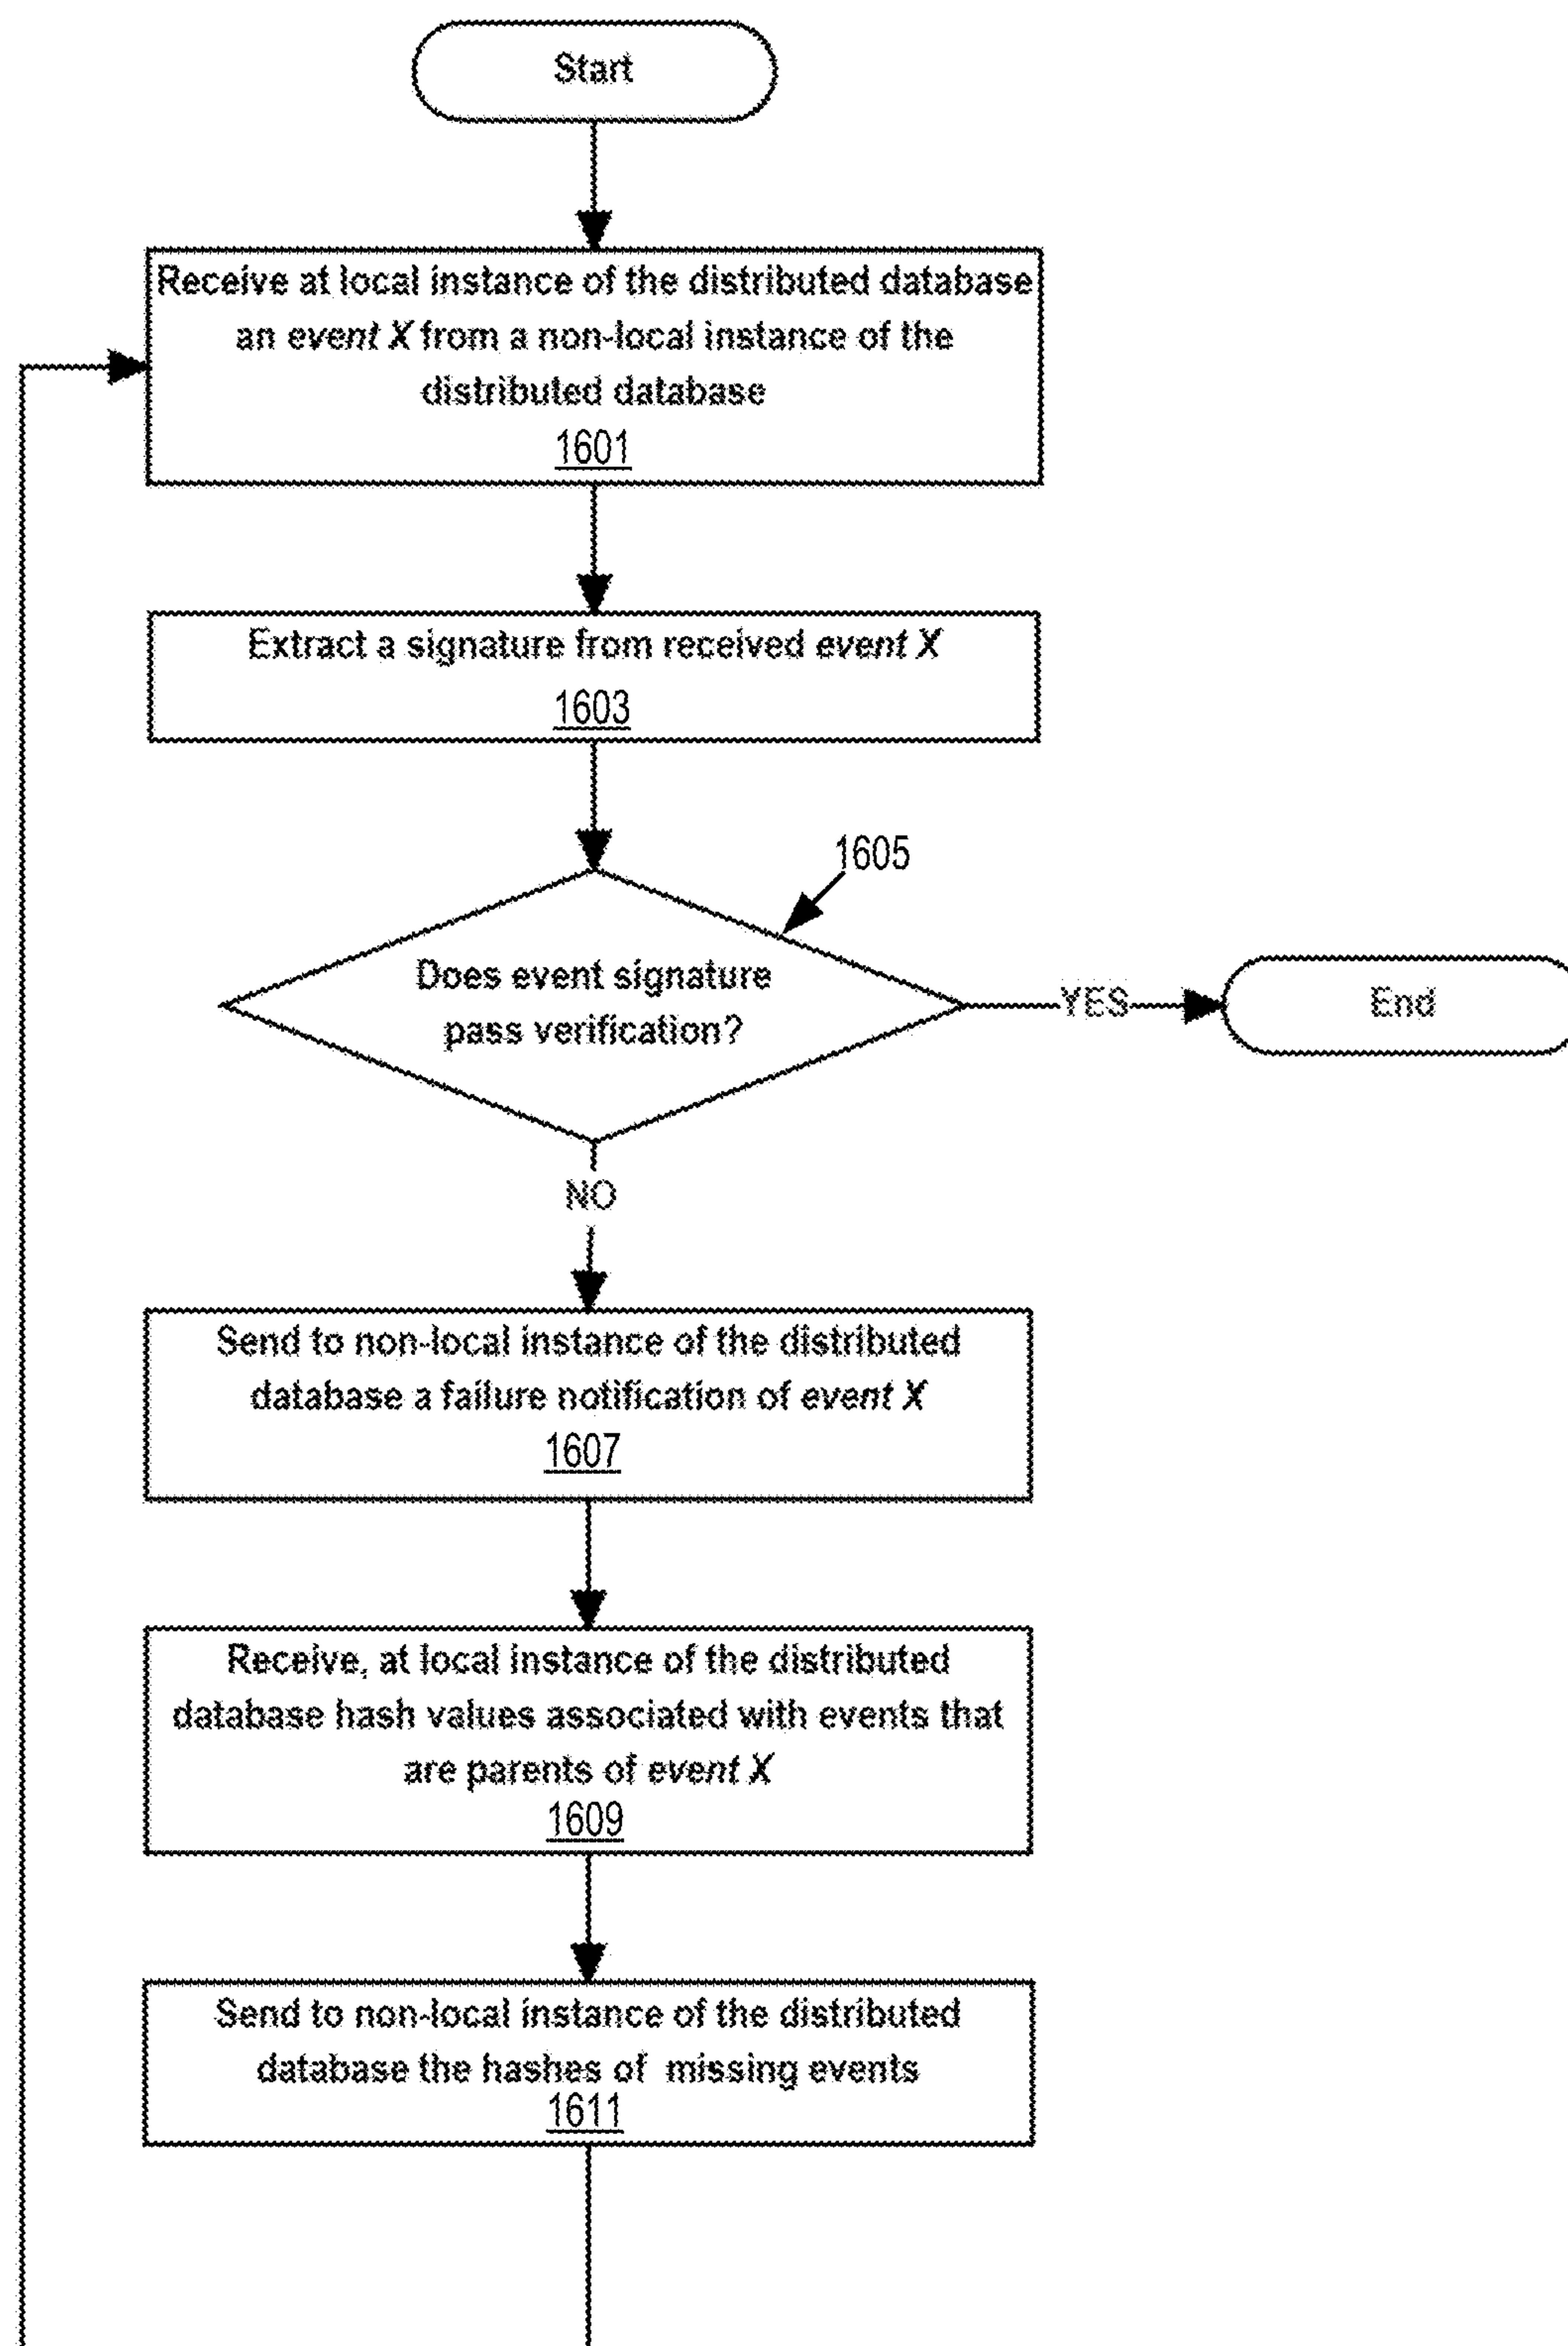 Start
Receive at local instance of the distributed database
an event X from a non-local instance of the
distributed database
1601
Extract a signature from received event X
1603
1605
Does event signature
pass verification?
YES
End
NO
Send to non-local instance of the distributed
database a failure notification of event X
1607
Receive, at local instance of the distributed
database hash values associated with events that
are parents of event X
1609
Send to non-local instance of the distributed
database the hashes of missing events
1611